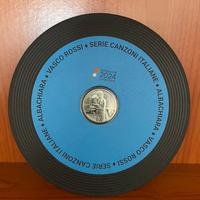 2024
VASCO ROSSI • SERIE CANZONI ITALIANE • ALBACHIARA •
VASCO ROSSI • SERIE CANZONI ITALIANE • ALBACHIARA •